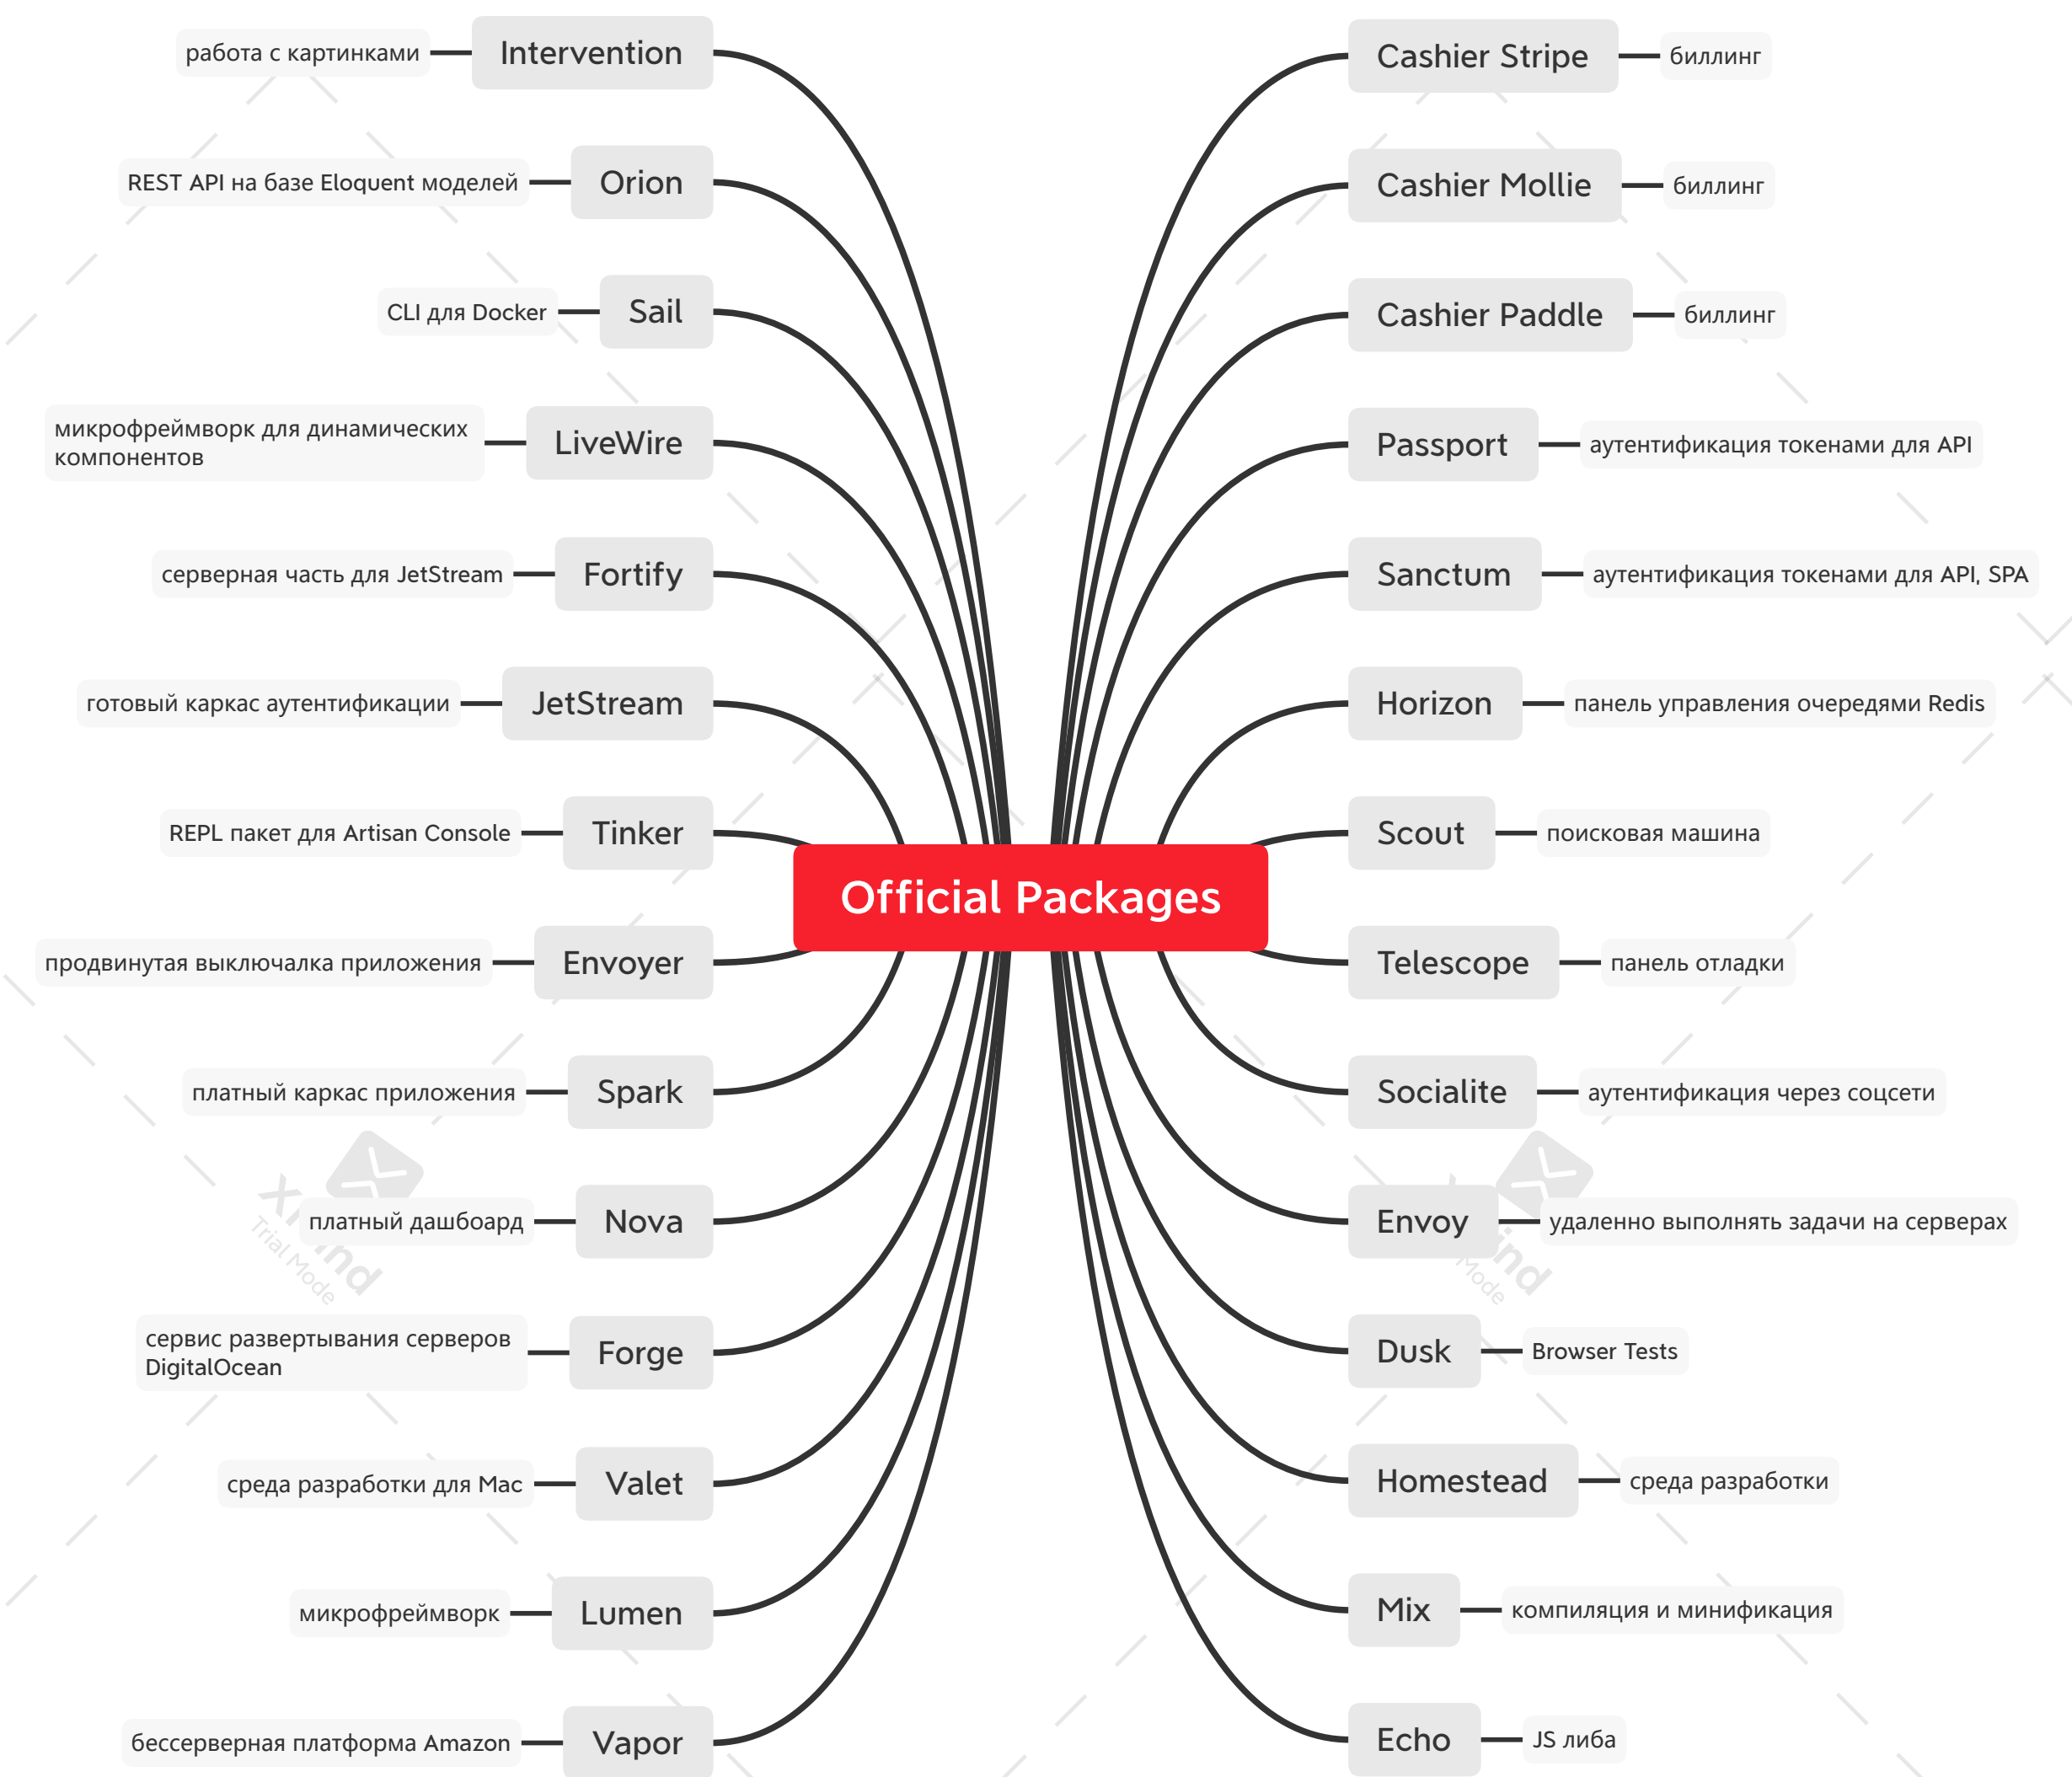 Official Packages
Cashier Stripe
биллинг
Cashier Mollie
биллинг
Cashier Paddle
биллинг
Passport
аутентификация токенами для API
Sanctum
аутентификация токенами для API, SPA
Horizon
панель управления очередями Redis
Scout
поисковая машина
Telescope
панель отладки
Socialite
аутентификация через соцсети
Envoy
удаленно выполнять задачи на серверах
Dusk
Browser Tests
Homestead
среда разработки
Mix
компиляция и минификация
Echo
JS либа
Intervention
работа с картинками
Orion
REST API на базе Eloquent моделей
Sail
CLI для Docker
LiveWire
микрофреймворк для динамических
компонентов
Fortify
серверная часть для JetStream
JetStream
готовый каркас аутентификации
Tinker
REPL пакет для Artisan Console
Envoyer
продвинутая выключалка приложения
Spark
платный каркас приложения
Nova
платный дашбоард
Forge
сервис развертывания серверов
DigitalOcean
Valet
среда разработки для Mac
Lumen
микрофреймворк
Vapor
бессерверная платформа Amazon
Trial Mode
Mode